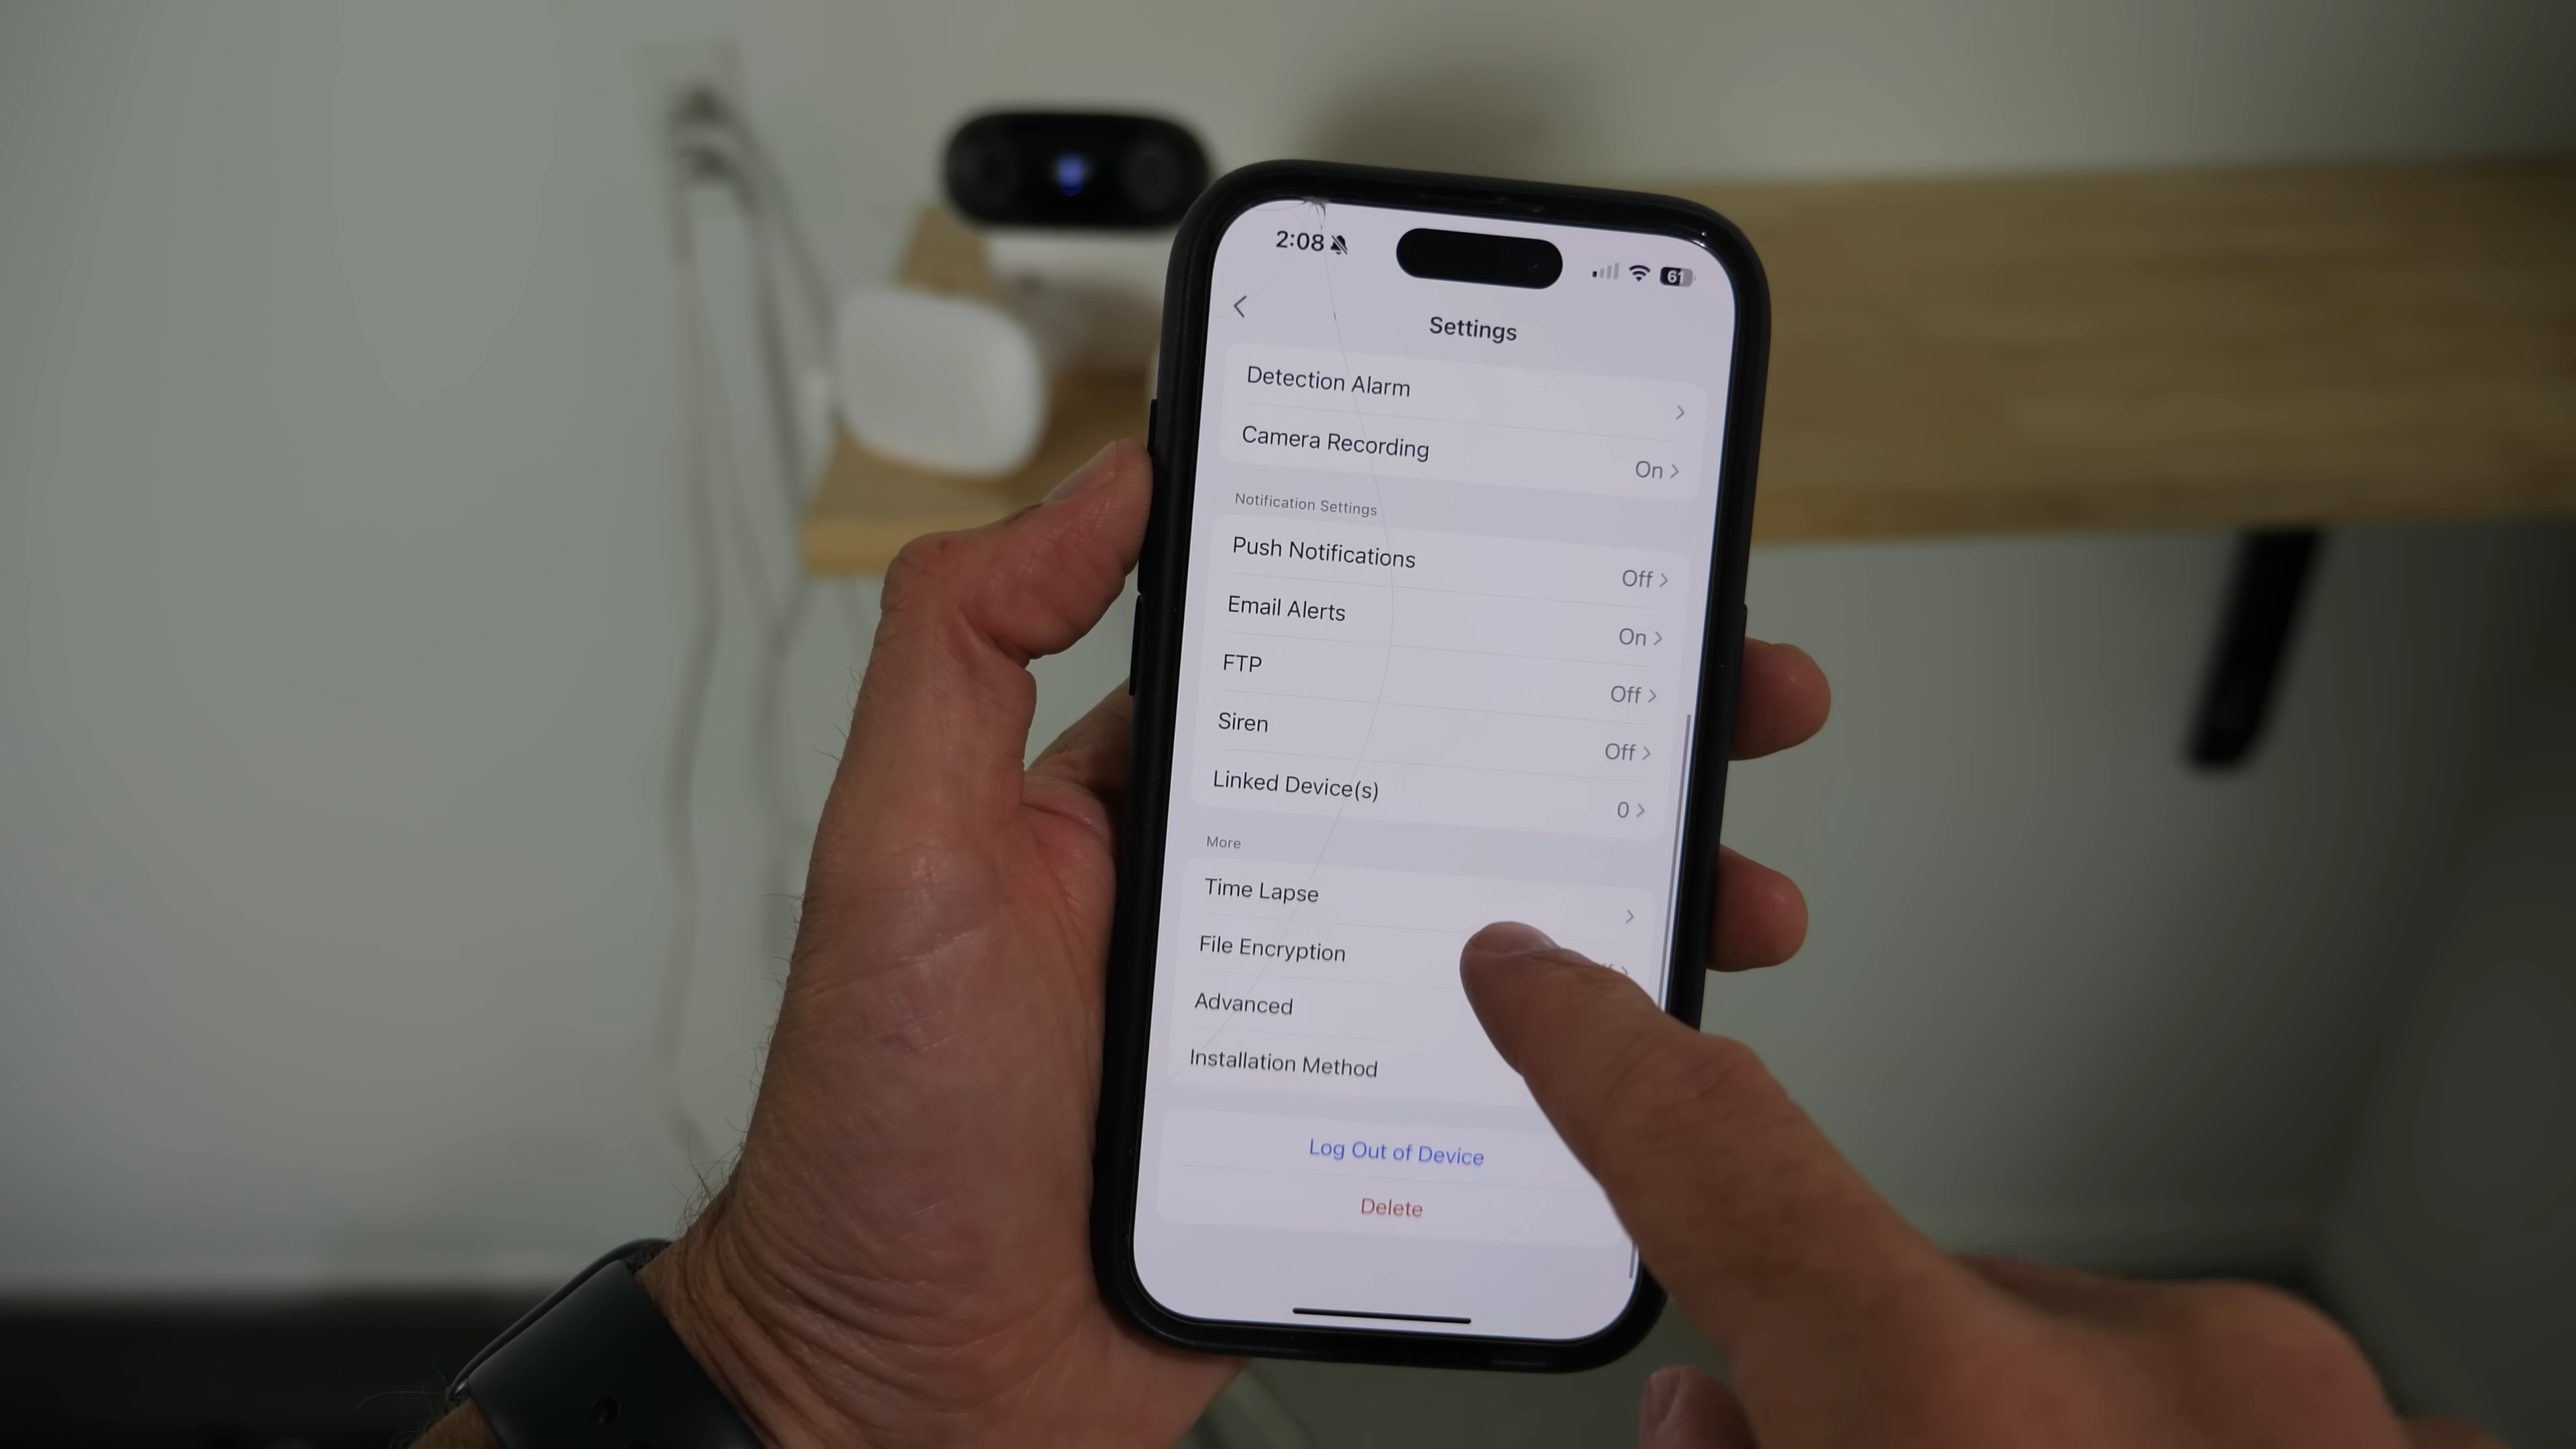 2:08
61
Settings
Detection Alarm
Camera Recording
On
Notification Settings
Push Notifications
Off
Email Alerts
On
FTP
Off
Siren
Off
Linked Device(s)
0
More
Time Lapse
File Encryption
Advanced
Installation Method
Log Out of Device
Delete